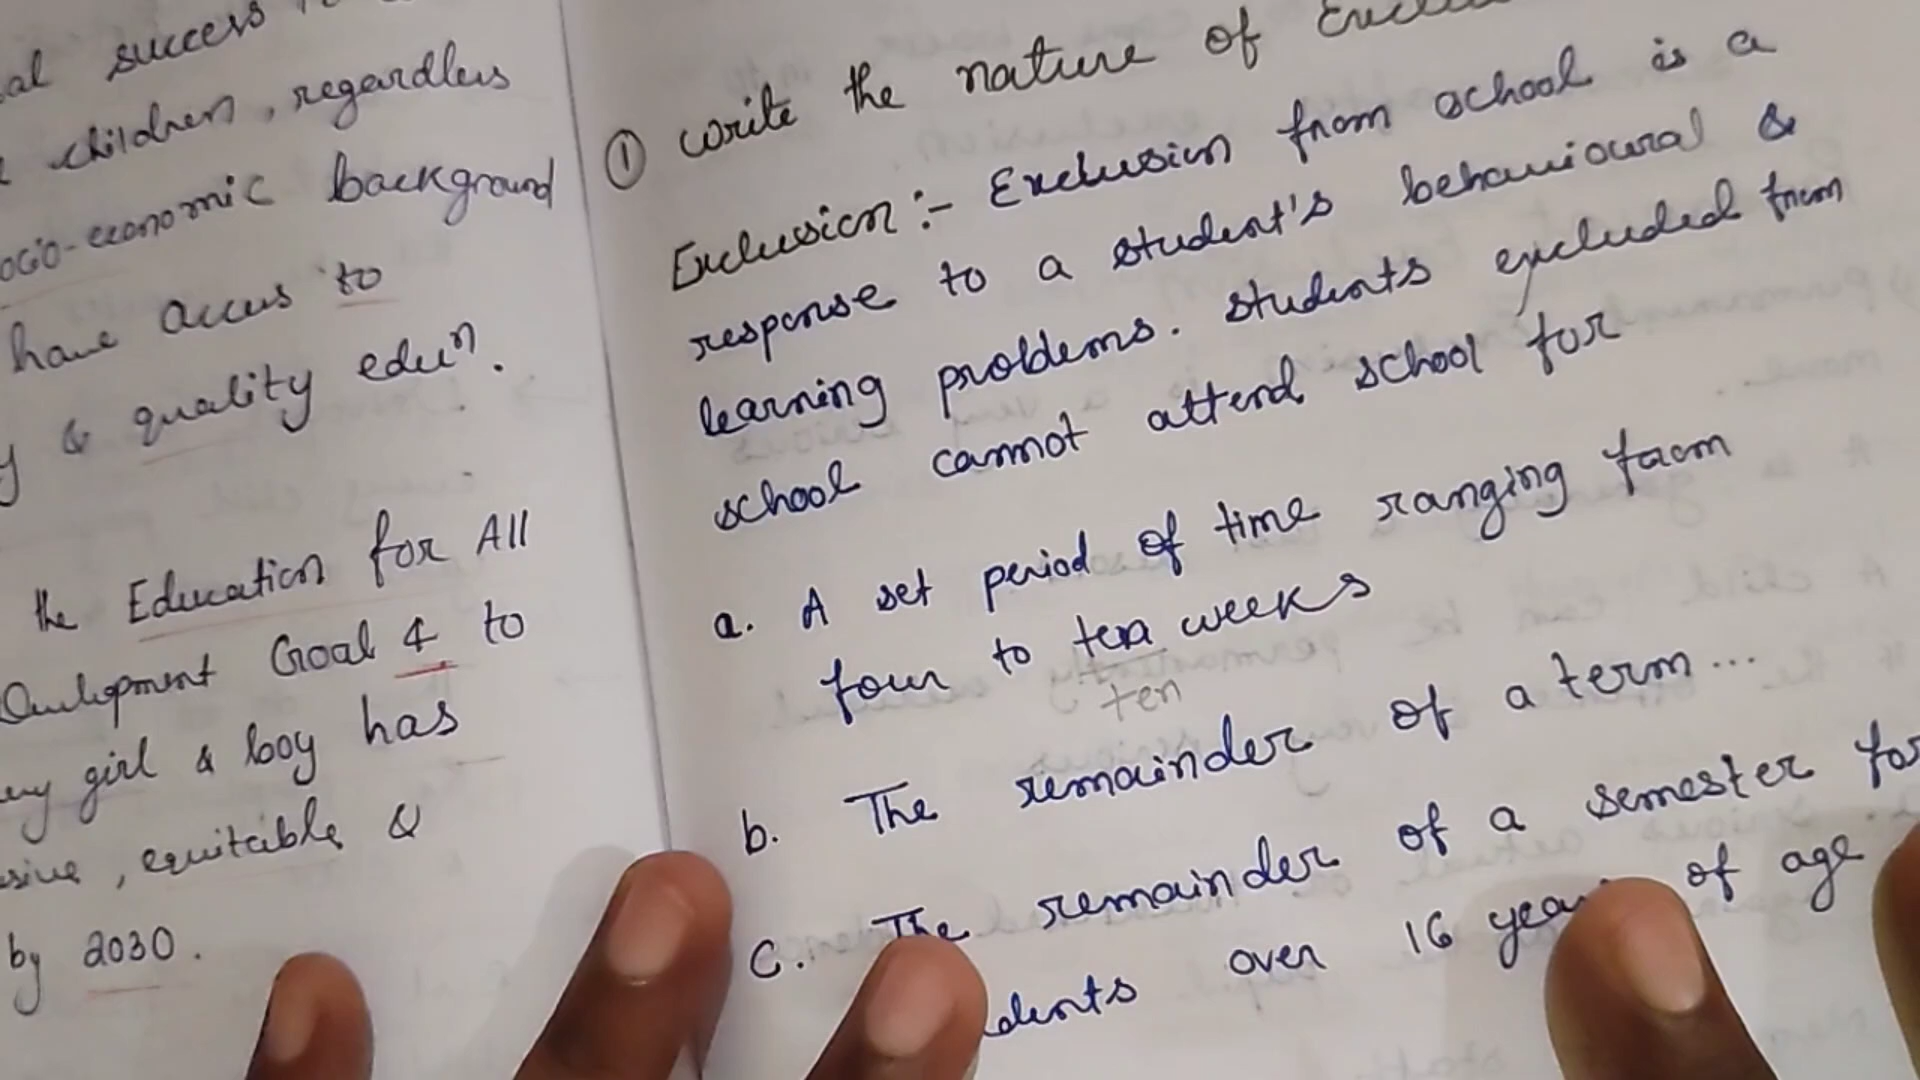 success
children, regardless
socio-economic background
have access to
& quality educn.
the Education for All
Development Goal 4 to
girl & boy has
, equitable &
by 2030.
① write the nature of
Exclusion :- Exclusion from school is a
response to a student's behavioural &
learning problems. students excluded from
school cannot attend school for
a. A set period of time ranging from
four to ten weeks
ten
b. The remainder of a term...
c. The remainder of a semester for
over 16 years of age